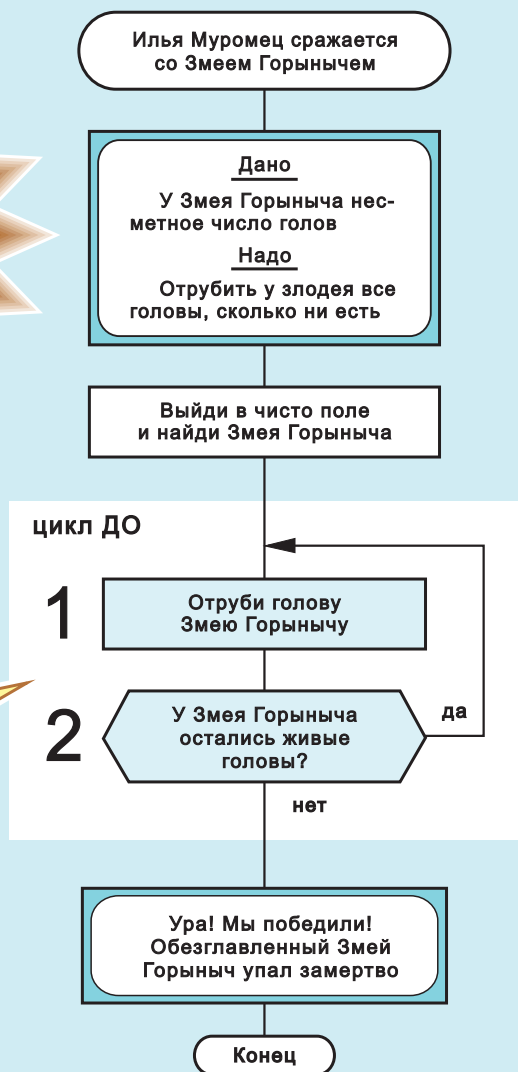 Илья Муромец сражается
со Змеем Горынычем
Дано
У Змея Горыныча нес-
метное число голов
Надо
Отрубить у злодея все
головы, сколько ни есть
Выйди в чисто поле
и найди Змея Горыныча
цикл ДО
1
Отруби голову
Змею Горынычу
2
У Змея Горыныча
остались живые
головы?
да
нет
Ура! Мы победили!
Обезглавленный Змей
Горыныч упал замертво
Конец